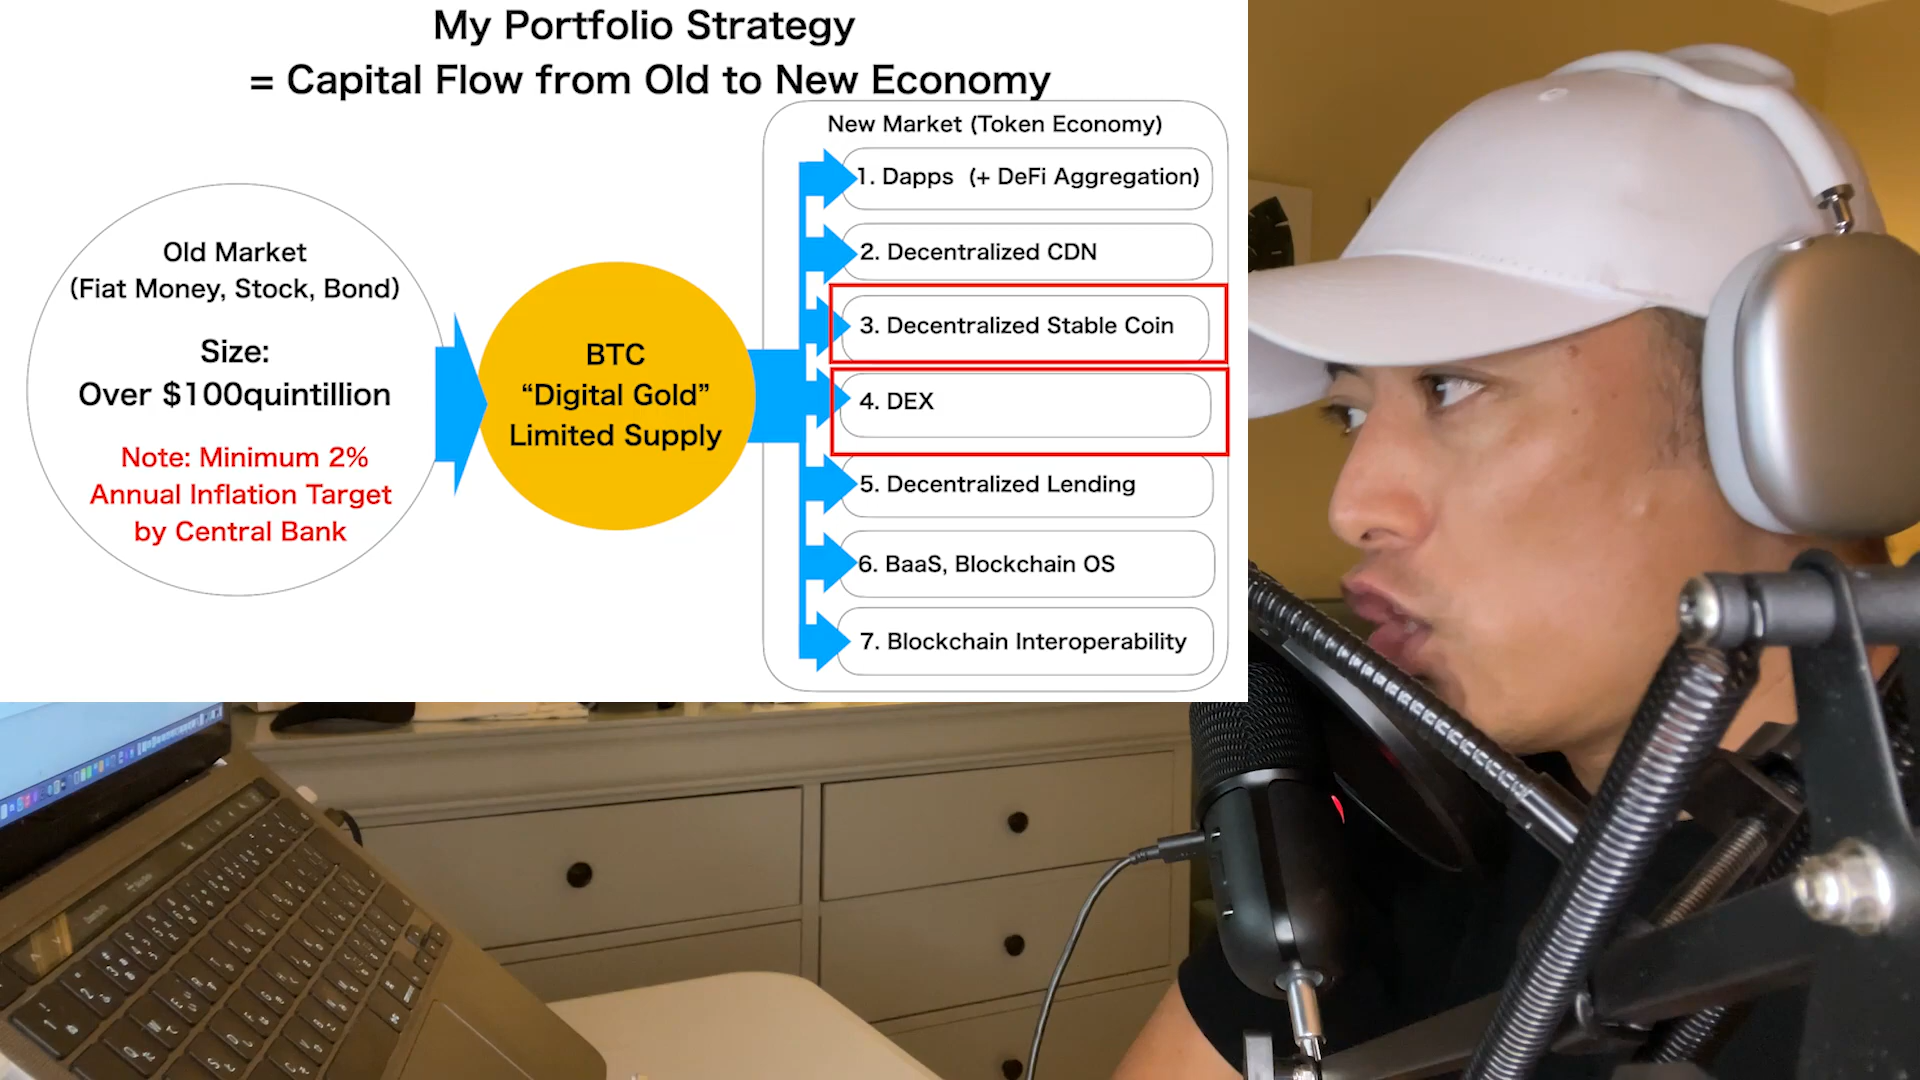 My Portfolio Strategy
= Capital Flow from Old to New Economy
Old Market
(Fiat Money, Stock, Bond)
Size:
Over $100quintillion
Note: Minimum 2%
Annual Inflation Target
by Central Bank
BTC
“Digital Gold”
Limited Supply
New Market (Token Economy)
1. Dapps (+ DeFi Aggregation)
2. Decentralized CDN
3. Decentralized Stable Coin
4. DEX
5. Decentralized Lending
6. BaaS, Blockchain OS
7. Blockchain Interoperability